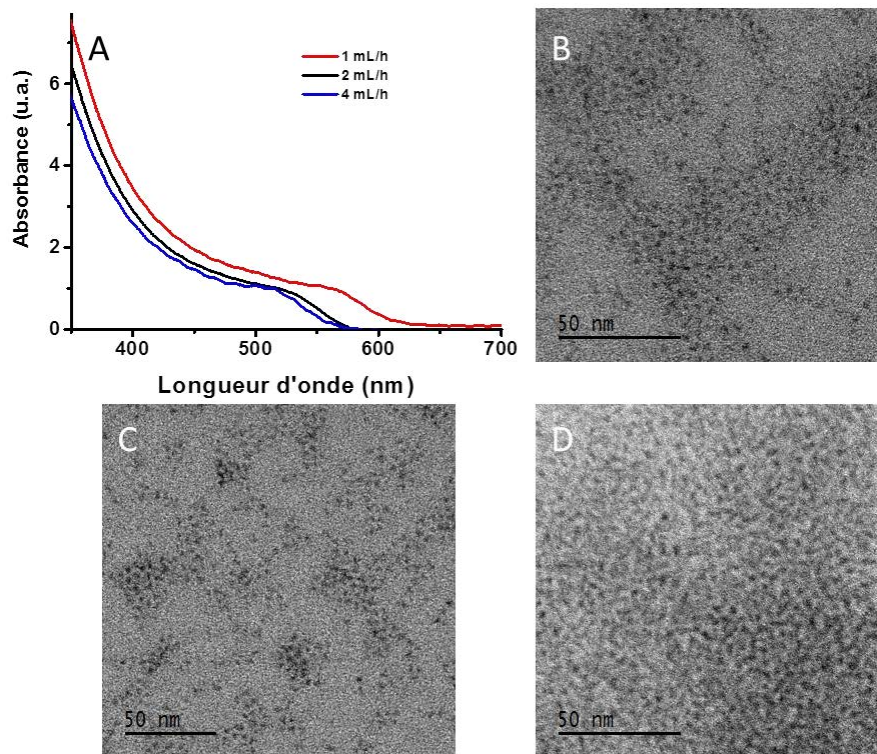 A
1 mL/h
2 mL/h
4 mL/h
Absorbance (u.a.)
6
4
2
0
400
500
600
700
Longueur d'onde (nm)
B
50 nm
C
50 nm
D
50 nm